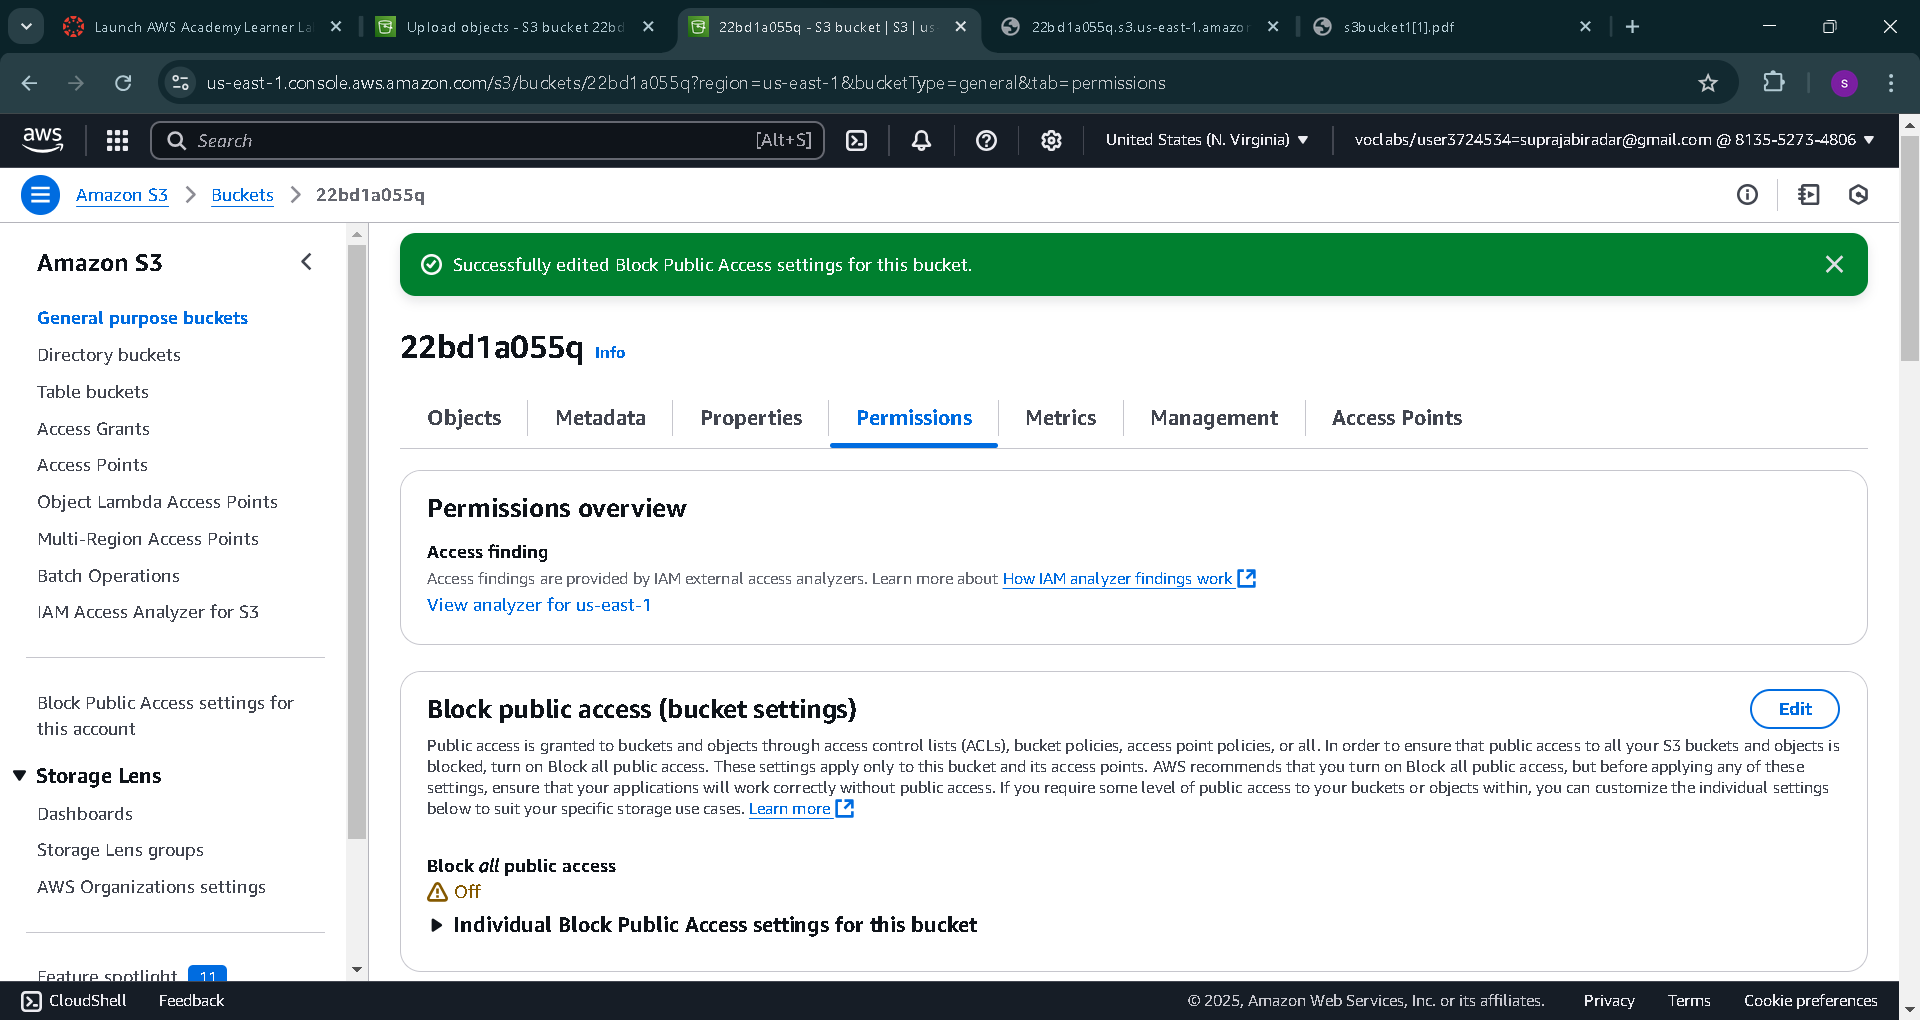 Launch AWS Academy Learner La
Upload objects - S3 bucket 22bd
22bd1a055q - S3 bucket | S3 | us-
22bd1a055q.s3.us-east-1.amazon
s3bucket1[1].pdf
us-east-1.console.aws.amazon.com/s3/buckets/22bd1a055q?region=us-east-1&bucketType=general&tab=permissions
s
aws
Search
[Alt+S]
United States (N. Virginia)
voclabs/user3724534=suprajabiradar@gmail.com @ 8135-5273-4806
Amazon S3
Buckets
22bd1a055q
Amazon S3
General purpose buckets
Directory buckets
Table buckets
Access Grants
Access Points
Object Lambda Access Points
Multi-Region Access Points
Batch Operations
IAM Access Analyzer for S3
Block Public Access settings for
this account
Storage Lens
Dashboards
Storage Lens groups
AWS Organizations settings
Feature spotlight 11
Successfully edited Block Public Access settings for this bucket.
22bd1a055q Info
Objects
Metadata
Properties
Permissions
Metrics
Management
Access Points
Permissions overview
Access finding
Access findings are provided by IAM external access analyzers. Learn more about How IAM analyzer findings work
View analyzer for us-east-1
Block public access (bucket settings)
Edit
Public access is granted to buckets and objects through access control lists (ACLs), bucket policies, access point policies, or all. In order to ensure that public access to all your S3 buckets and objects is
blocked, turn on Block all public access. These settings apply only to this bucket and its access points. AWS recommends that you turn on Block all public access, but before applying any of these
settings, ensure that your applications will work correctly without public access. If you require some level of public access to your buckets or objects within, you can customize the individual settings
below to suit your specific storage use cases. Learn more
Block all public access
Off
Individual Block Public Access settings for this bucket
CloudShell
Feedback
© 2025, Amazon Web Services, Inc. or its affiliates.
Privacy
Terms
Cookie preferences